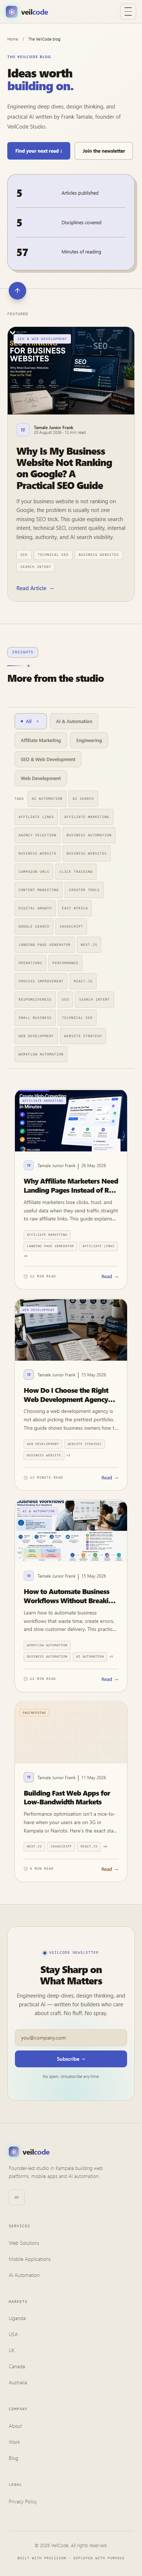 veilcode
Home / The VeilCode blog
THE VEILCODE BLOG
Ideas worth
building on.
Engineering deep dives, design thinking, and
practical AI written by Frank Tamale, founder of
VeilCode Studio.
Find your next read ↓
Join the newsletter
5 Articles published
5 Disciplines covered
57 Minutes of reading
FEATURED
SEO & WEB DEVELOPMENT
FOR BUSINESS
WEBSITES
SEO
Tamale Junior Frank
Why Is My Business
Website Not Ranking
on Google? A
Practical SEO Guide
If your business website is not ranking on
Google, the problem is usually not one
missing SEO trick. This guide explains search
intent, technical SEO, content quality, internal
linking, authority, and AI search visibility.
SEO
TECHNICAL SEO
BUSINESS WEBSITES
SEARCH INTENT
Read Article →
INSIGHTS
More from the studio
All 5
AI & Automation
Affiliate Marketing
Engineering
SEO & Web Development
Web Development
TAGS
AI AUTOMATION
AI SEARCH
AFFILIATE LINKS
AFFILIATE MARKETING
AGENCY SELECTION
BUSINESS AUTOMATION
BUSINESS WEBSITE
BUSINESS WEBSITES
CAMPAIGN URLS
CLICK TRACKING
CONTENT MARKETING
CREATOR TOOLS
DIGITAL GROWTH
EAST AFRICA
GOOGLE SEARCH
JAVASCRIPT
LANDING PAGE GENERATOR
NEXT.JS
OPERATIONS
PERFORMANCE
PROCESS IMPROVEMENT
REACT.JS
RESPONSIVENESS
SEO
SEARCH INTENT
SMALL BUSINESS
TECHNICAL SEO
WEB DEVELOPMENT
WEBSITE STRATEGY
WORKFLOW AUTOMATION
AFFILIATE MARKETING
in Minutes
Tamale Junior Frank | 26 May 2026
Why Affiliate Marketers Need
Landing Pages Instead of R...
Affiliate marketers lose clicks, trust, and
useful data when they send traffic straight
to raw affiliate links. This guide explains...
AFFILIATE MARKETING
LANDING PAGE GENERATOR
AFFILIATE LINKS
Read →
WEB DEVELOPMENT
Tamale Junior Frank | 15 May 2026
How Do I Choose the Right
Web Development Agency...
Choosing a web development agency is
not about picking the prettiest portfolio.
This guide shows business owners how t...
WEB DEVELOPMENT
WEBSITE STRATEGY
BUSINESS WEBSITE
Read →
AI & AUTOMATION
Tamale Junior Frank | 15 May 2026
How to Automate Business
Workflows Without Breaki...
Learn how to automate business
workflows that waste time, create errors,
and slow customer delivery. This practic...
WORKFLOW AUTOMATION
BUSINESS AUTOMATION
AI AUTOMATION
Read →
ENGINEERING
Tamale Junior Frank | 11 May 2026
Building Fast Web Apps for
Low-Bandwidth Markets
Performance optimisation isn't a nice-to-
have when your users are on 3G in
Kampala or Nairobi. Here's the exact sta...
NEXT.JS
JAVASCRIPT
REACT.JS
9 MIN READ
Read →
VEILCODE NEWSLETTER
Stay Sharp on
What Matters
Engineering deep-dives, design thinking, and
practical AI — for builders who care
about craft. No fluff. No spray.
you@company.com
Subscribe →
No spam. Unsubscribe any time.
veilcode
Founder-led studio in Kampala building web
platforms, mobile apps and AI automation.
SERVICES
Web Solutions
Mobile Applications
AI Automation
MARKETS
Uganda
USA
UK
Canada
Australia
COMPANY
About
Work
Blog
LEGAL
Privacy Policy
© 2026 VeilCode. All rights reserved.
BUILT WITH PRECISION · DEPLOYED WITH PURPOSE